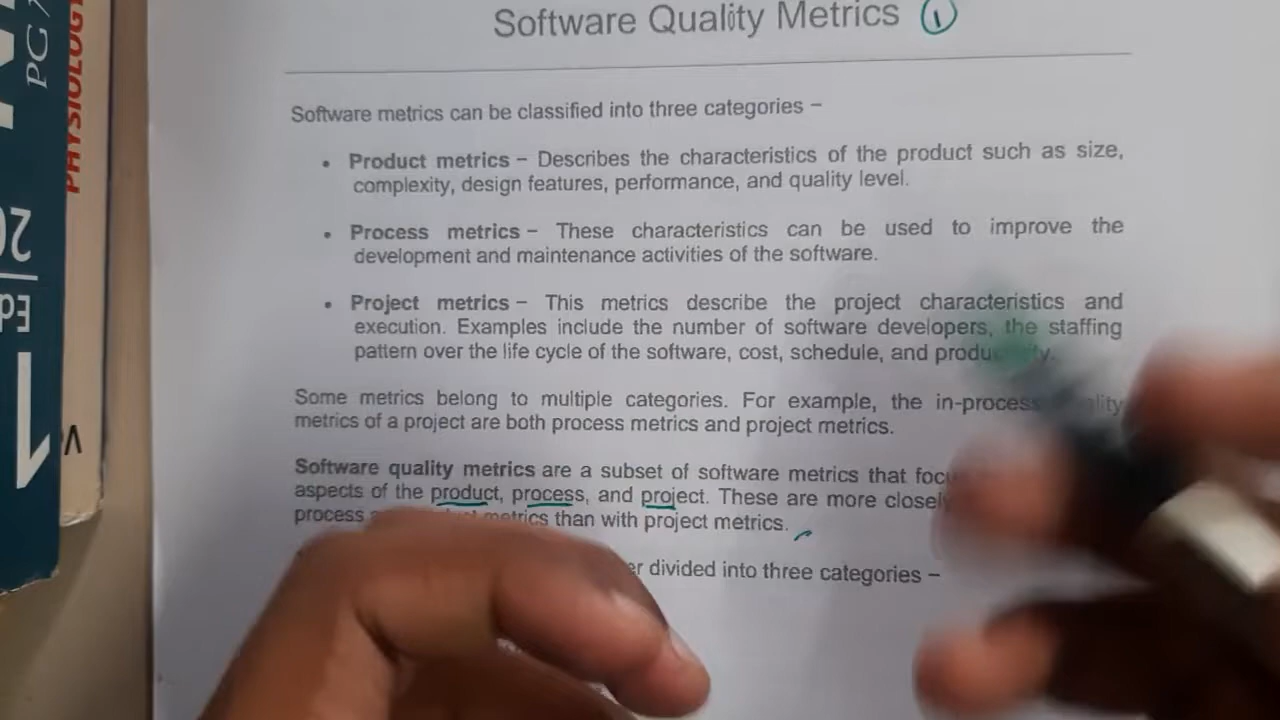 PG
PHYSIOLOGY
20
Ed
1
V
Software Quality Metrics 1
Software metrics can be classified into three categories –
• Product metrics – Describes the characteristics of the product such as size,
complexity, design features, performance, and quality level.
• Process metrics – These characteristics can be used to improve the
development and maintenance activities of the software.
• Project metrics – This metrics describe the project characteristics and
execution. Examples include the number of software developers, the staffing
pattern over the life cycle of the software, cost, schedule, and
Some metrics belong to multiple categories. For example, the in-process
metrics of a project are both process metrics and project metrics.
Software quality metrics are a subset of software metrics that
aspects of the product, process, and project. These are more
process metrics than with project metrics.
divided into three categories –